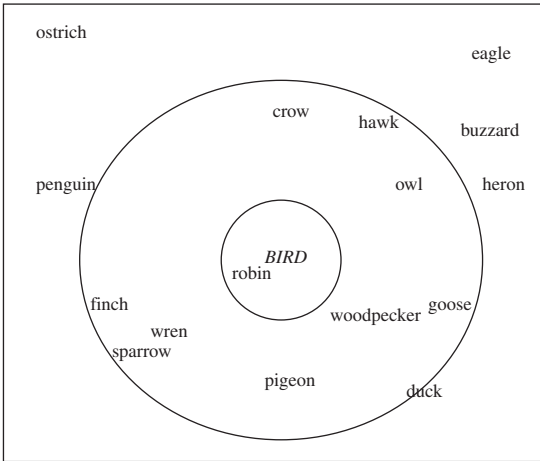 ostrich
eagle
crow
hawk
buzzard
penguin
owl
heron
BIRD
robin
finch
goose
woodpecker
wren
sparrow
pigeon
duck